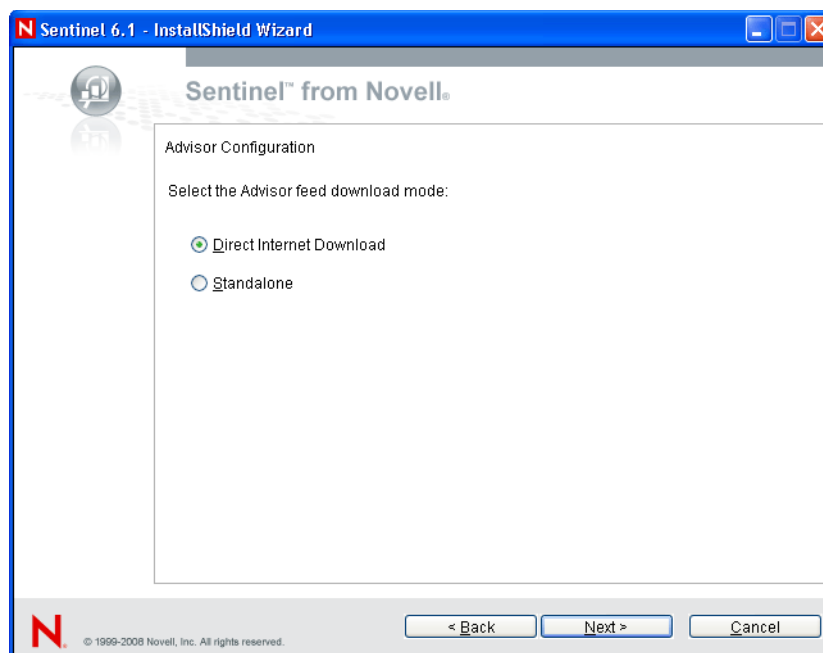 N Sentinel 6.1 - InstallShield Wizard
Sentinel™ from Novell®
Advisor Configuration
Select the Advisor feed download mode:
Direct Internet Download
Standalone
N® © 1999-2008 Novell, Inc. All rights reserved.
< Back
Next >
Cancel